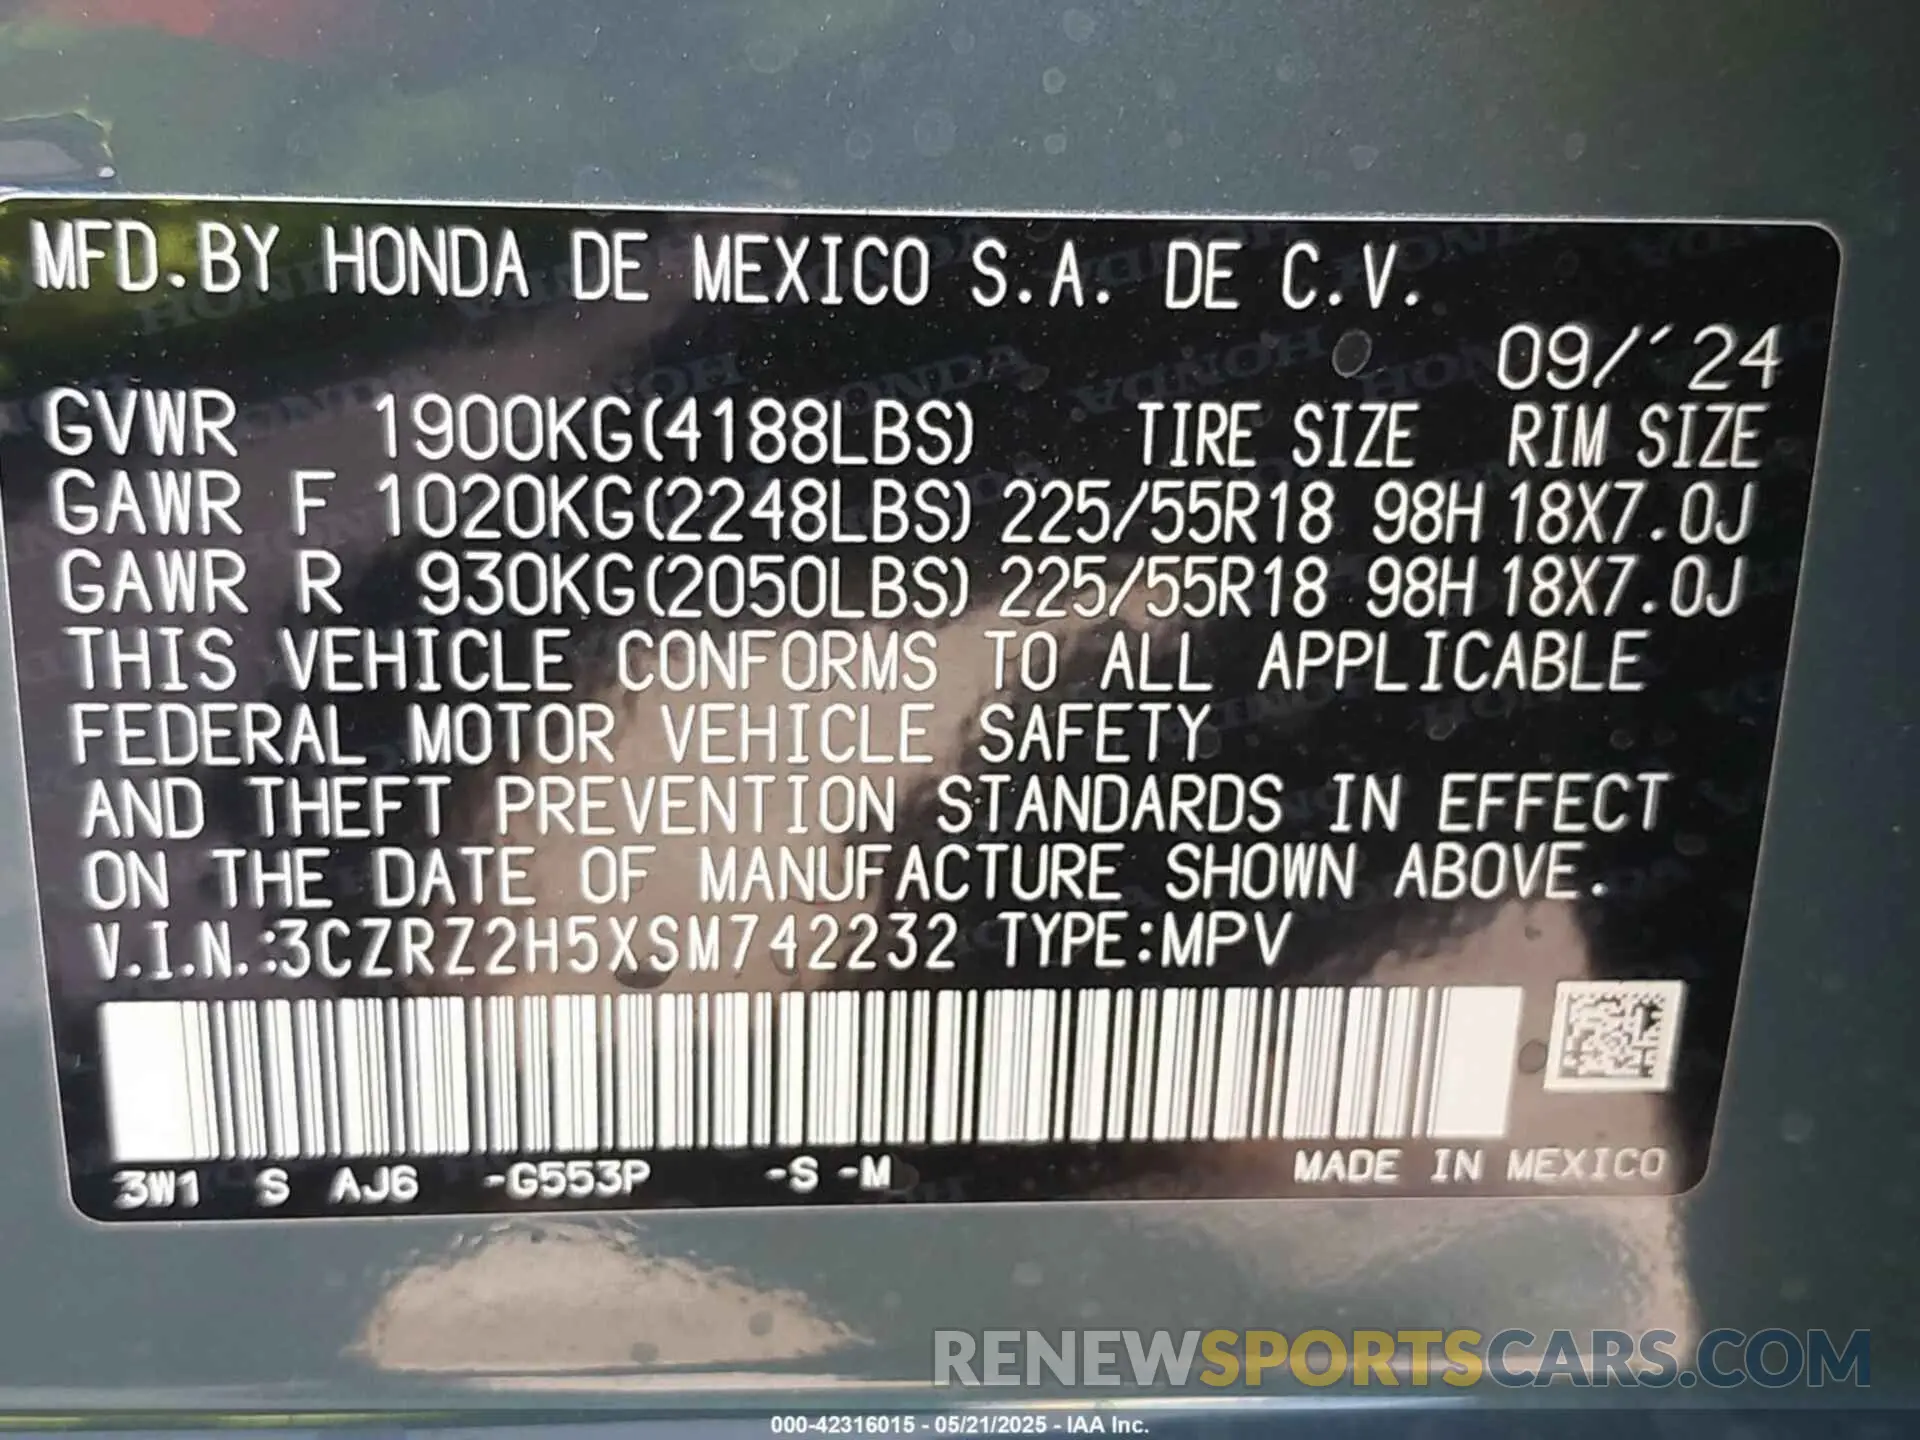 MFD.BY HONDA DE MEXICO S.A. DE C.V.
09/´24
GVWR 1900KG(4188LBS) TIRE SIZE RIM SIZE
GAWR F 1020KG(2248LBS) 225/55R18 98H 18X7.0J
GAWR R 930KG(2050LBS) 225/55R18 98H 18X7.0J
THIS VEHICLE CONFORMS TO ALL APPLICABLE
FEDERAL MOTOR VEHICLE SAFETY
AND THEFT PREVENTION STANDARDS IN EFFECT
ON THE DATE OF MANUFACTURE SHOWN ABOVE.
V.I.N.:3CZRZ2H5XSM742232 TYPE:MPV
3W1 S AJ6 -G553P -S -M MADE IN MEXICO
RENEWSPORTSCARS.COM
000-42316015 - 05/21/2025 - IAA Inc.